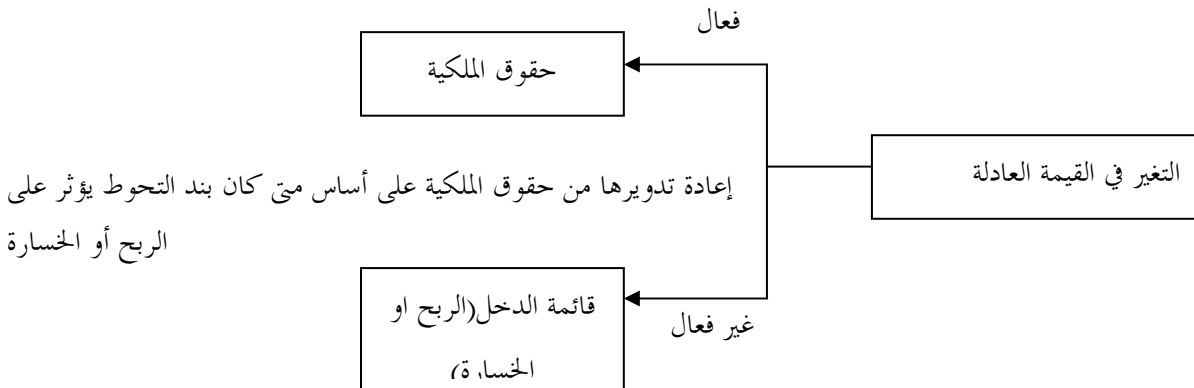 فعال
حقوق الملكية
التغير في القيمة العادلة
إعادة تدويرها من حقوق الملكية على أساس متى كان بند التحوط يؤثر على
الربح أو الخسارة
قائمة الدخل(الربح او
الخسارة)
غير فعال